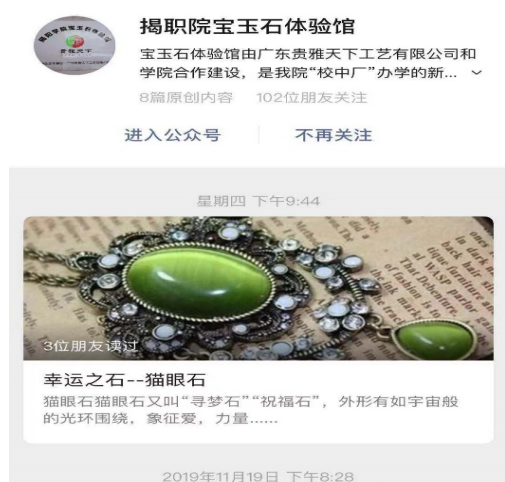 揭职院宝玉石体验馆
宝玉石体验馆由广东贵雅天下工艺有限公司和
学院合作建设，是我院“校中厂”办学的新...
8篇原创内容 102位朋友关注
进入公众号 不再关注
星期四 下午9:44
3位朋友读过
幸运之石--猫眼石
猫眼石猫眼石又叫“寻梦石”“祝福石”，外形有如宇宙般
的光环围绕，象征爱，力量......
2019年11月19日 下午8:28